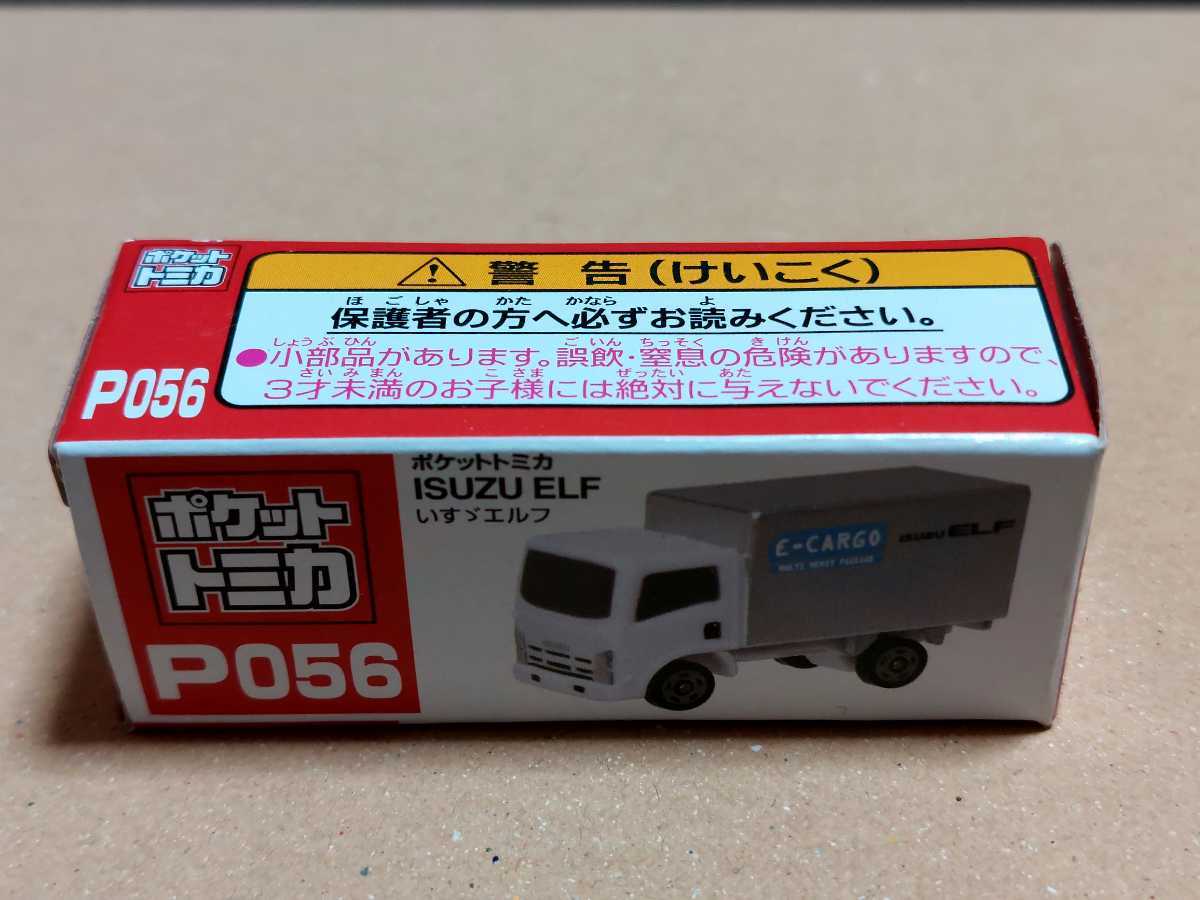 ポケット
トミカ
P056
警告(けいこく)
ほごしゃ かた かなら よ
保護者の方へ必ずお読みください。
しょうぶひん ごいん ちっそく きけん
●小部品があります。誤飲・窒息の危険がありますので、
さいみまん こさま ぜったい あた
3才未満のお子様には絶対に与えないでください。
ポケット
トミカ
P056
ポケットトミカ
ISUZU ELF
いすゞエルフ
E-CARGO
ISUZU ELF